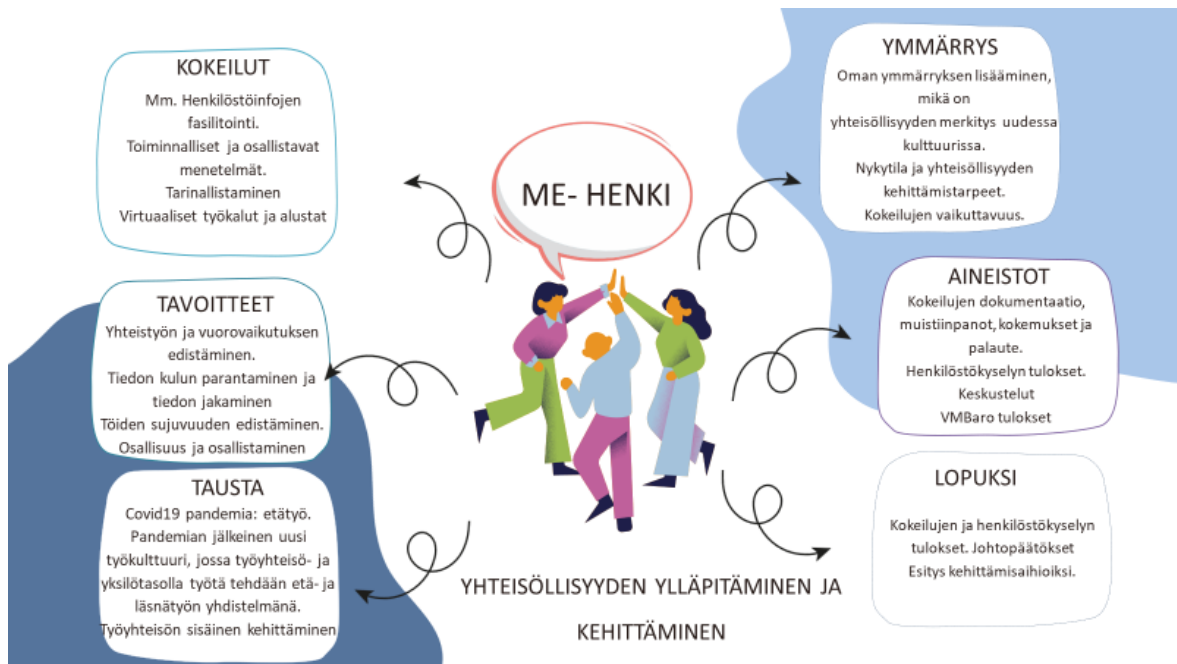 KOKEILUT
Mm. Henkilöstöinfojen
fasilitointi.
Toiminnalliset ja osallistavat
menetelmät.
Tarinallistaminen
Virtuaaliset työkalut ja alustat
TAVOITTEET
Yhteistyön ja vuorovaikutuksen
edistäminen.
Tiedon kulun parantaminen ja
tiedon jakaminen
Töiden sujuvuuden edistäminen.
Osallisuus ja osallistaminen
TAUSTA
Covid19 pandemia: etätyö.
Pandemian jälkeinen uusi
työkulttuuri, jossa työyhteisö- ja
yksilötasolla työtä tehdään etä- ja
läsnätyön yhdistelmänä.
Työyhteisön sisäinen kehittäminen
ME- HENKI
YHTEISÖLLISYYDEN YLLÄPITÄMINEN JA
KEHITTÄMINEN
YMMÄRRYS
Oman ymmärryksen lisääminen,
mikä on
yhteisöllisyyden merkitys uudessa
kulttuurissa.
Nykytila ja yhteisöllisyyden
kehittämistarpeet.
Kokeilujen vaikuttavuus.
AINEISTOT
Kokeilujen dokumentaatio,
muistiinpanot, kokemukset ja
palaute.
Henkilöstökyselyn tulokset.
Keskustelut
VMBaro tulokset
LOPUKSI
Kokeilujen ja henkilöstökyselyn
tulokset. Johtopäätökset
Esitys kehittämisaihioiksi.